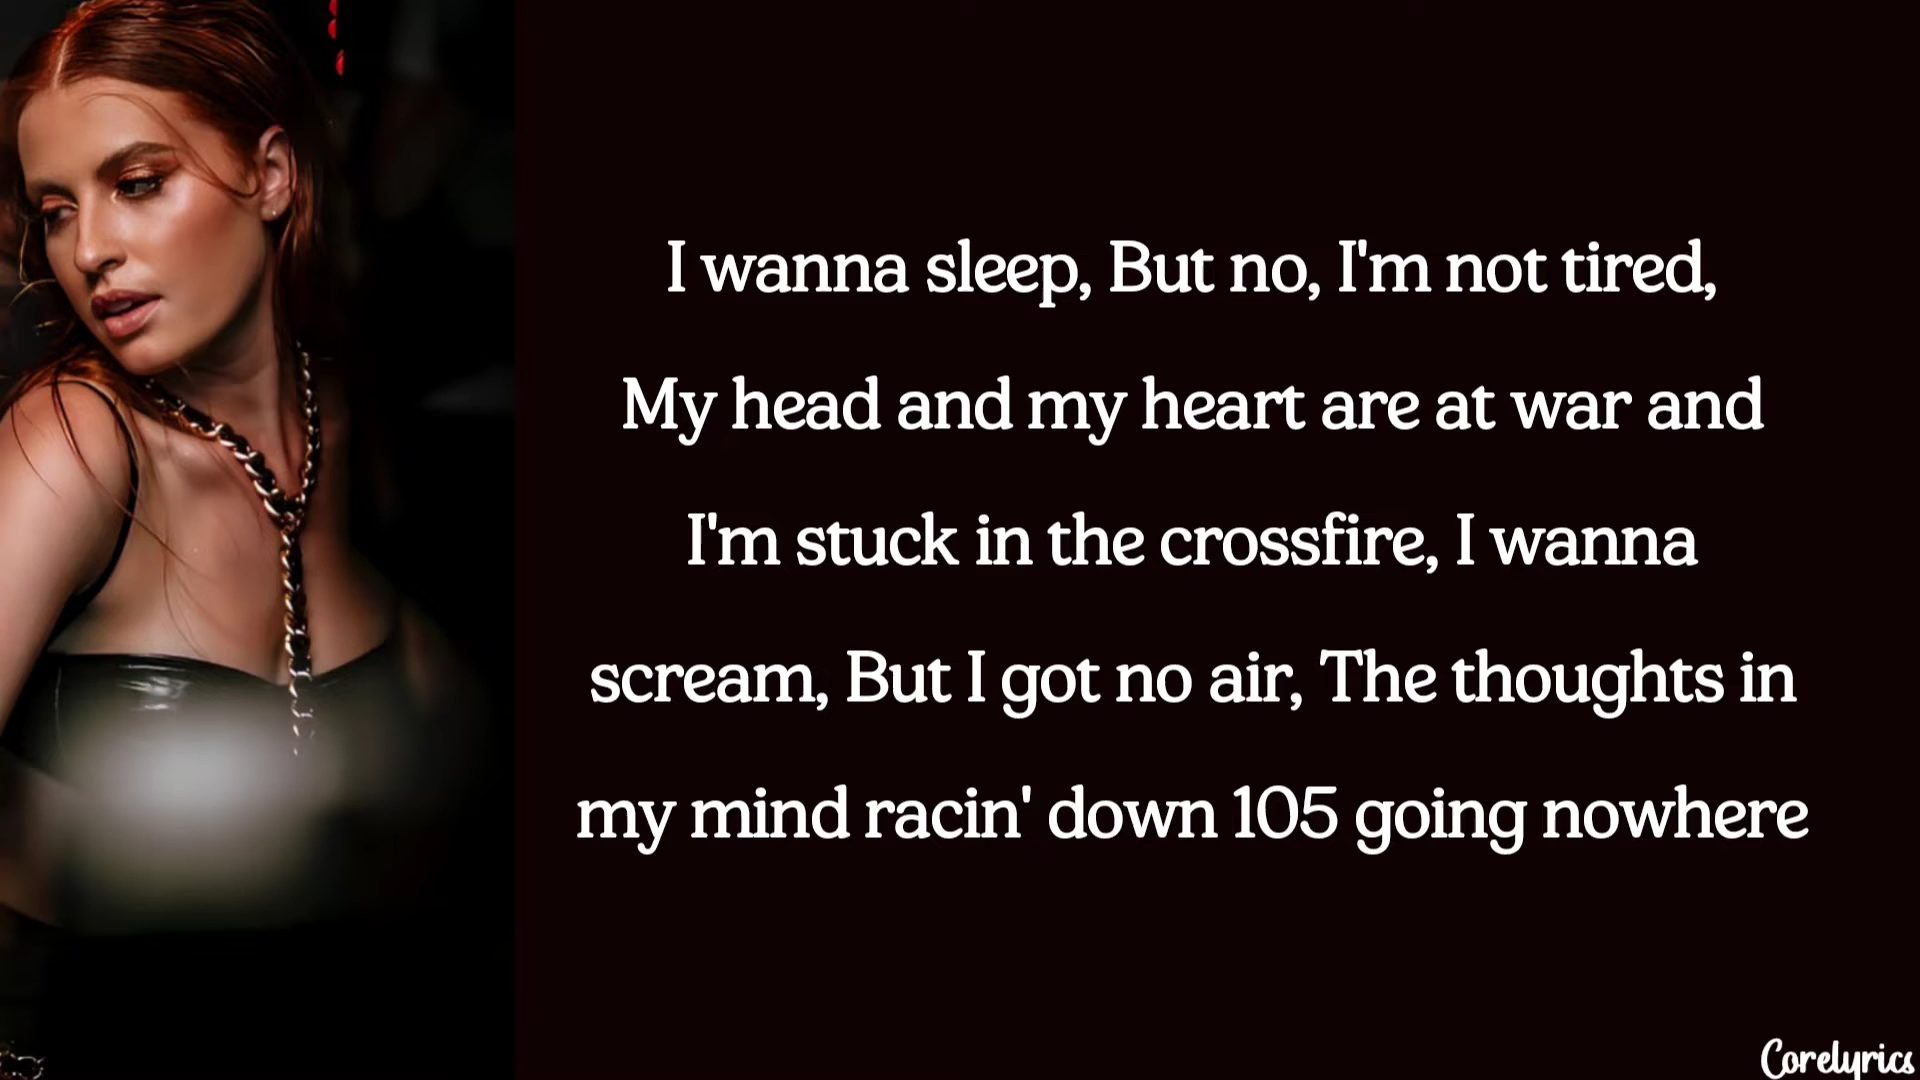 I wanna sleep, But no, I'm not tired,
My head and my heart are at war and
I'm stuck in the crossfire, I wanna
scream, But I got no air, The thoughts in
my mind racin' down 105 going nowhere
Corelyrics